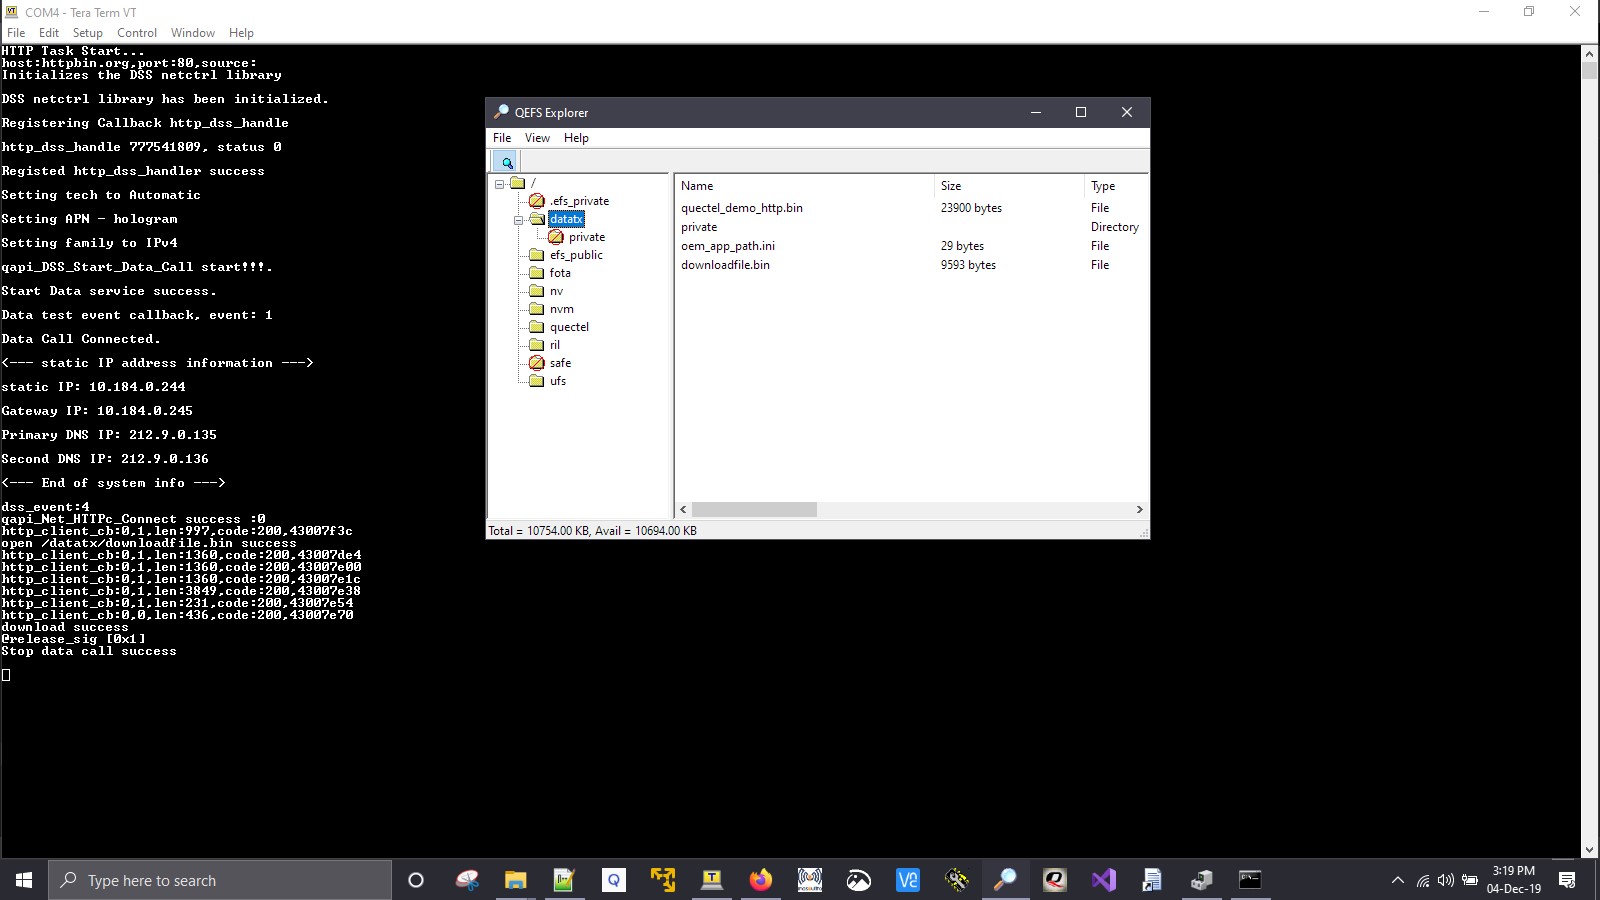 COM4 - Tera Term VT
File Edit Setup Control Window Help
HTTP Task Start...
host:httpbin.org,port:80,source:
Initializes the DSS netctrl library
DSS netctrl library has been initialized.
Registering Callback http_dss_handle
http_dss_handle 777541809, status 0
Registed http_dss_handler success
Setting tech to Automatic
Setting APN - hologram
Setting family to IPv4
qapi_DSS_Start_Data_Call start!!!.
Start Data service success.
Data test event callback, event: 1
Data Call Connected.
<--- static IP address information --->
static IP: 10.184.0.244
Gateway IP: 10.184.0.245
Primary DNS IP: 212.9.0.135
Second DNS IP: 212.9.0.136
<--- End of system info --->
dss_event:4
qapi_Net_HTTPc_Connect success :0
http_client_cb:0,1,len:997,code:200,43007f3c
open /datatx/downloadfile.bin success
http_client_cb:0,1,len:1360,code:200,43007de4
http_client_cb:0,1,len:1360,code:200,43007e00
http_client_cb:0,1,len:1360,code:200,43007e1c
http_client_cb:0,1,len:3849,code:200,43007e38
http_client_cb:0,1,len:231,code:200,43007e54
http_client_cb:0,0,len:436,code:200,43007e70
download success
@release_sig [0x1]
Stop data call success
QEFS Explorer
File View Help
/
.efs_private
datatx
private
efs_public
fota
nv
nvm
quectel
ril
safe
ufs
Name Size Type
quectel_demo_http.bin 23900 bytes File
private Directory
oem_app_path.ini 29 bytes File
downloadfile.bin 9593 bytes File
Total = 10754.00 KB, Avail = 10694.00 KB
Type here to search
3:19 PM
04-Dec-19